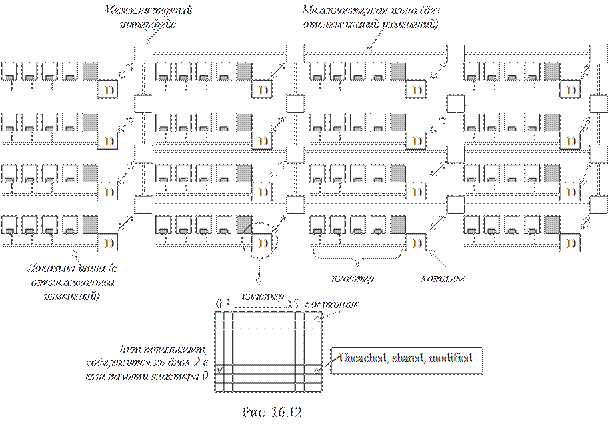 Межкластерный
интерфейс
Межкластерная шина (без
отслеживания изменений)
D D D D
D D D D
D D D D
D D D D
Локальная шина (с
отслеживанием
изменений)
кластер
каталог
кластер
0 1 15 состояние
Бит показывает,
содержится ли блок 2 в
кэш памяти кластера 0
Uncached, shared, modified
Рис. 16.12